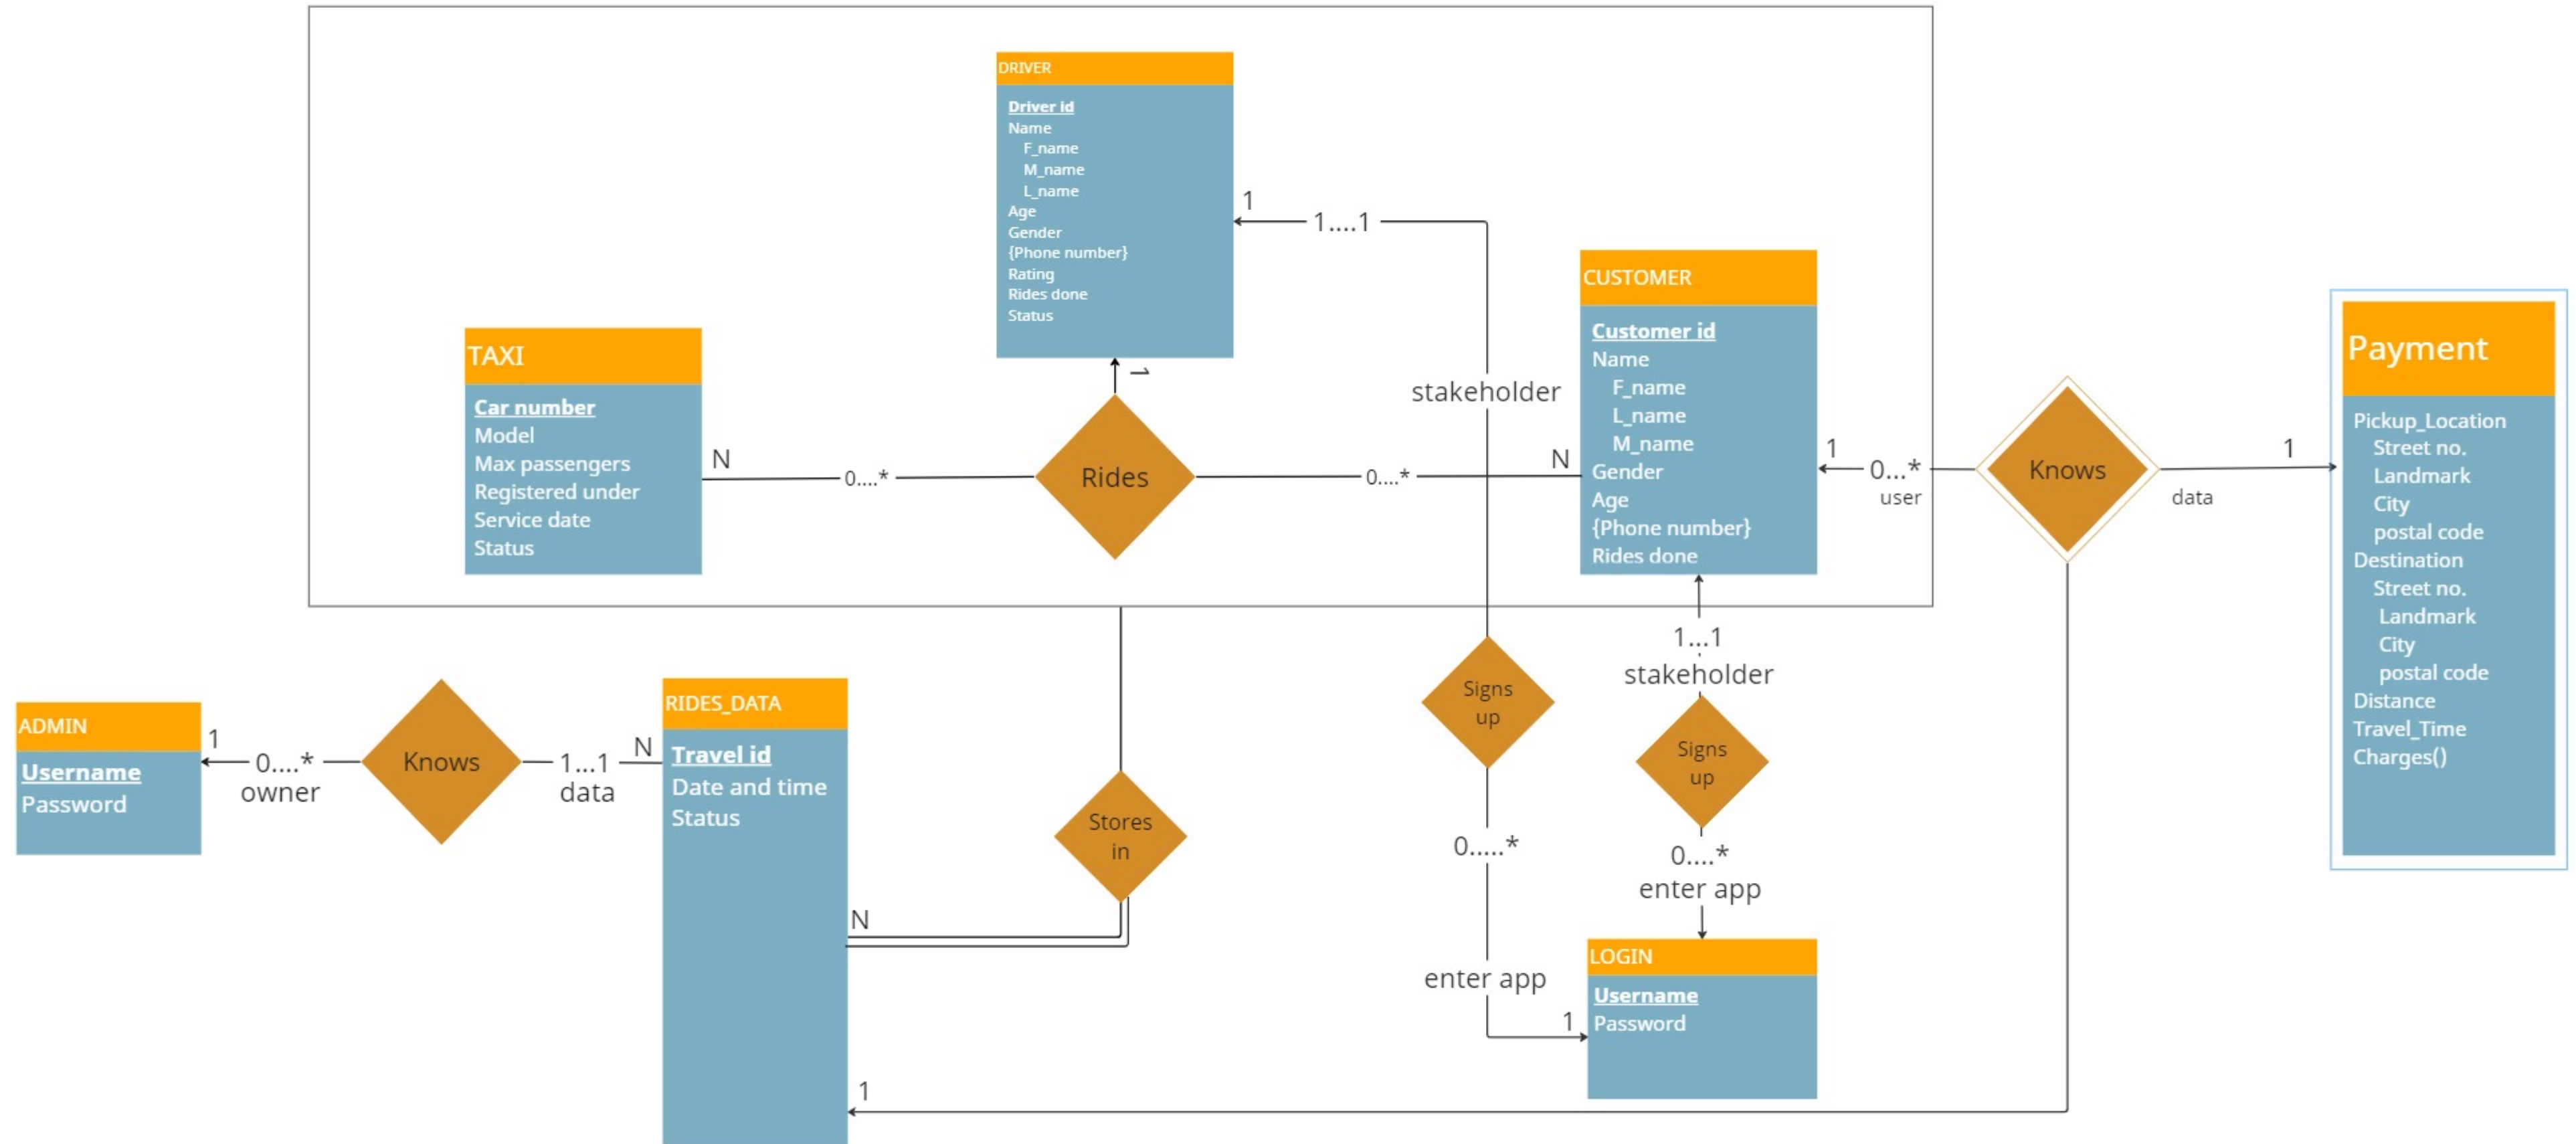 DRIVER
Driver id
Name
F_name
M_name
L_name
Age
Gender
{Phone number}
Rating
Rides done
Status
1
1....1
stakeholder
TAXI
Car number
Model
Max passengers
Registered under
Service date
Status
N
0....*
Rides
1
0....*
N
CUSTOMER
Customer id
Name
F_name
L_name
M_name
Gender
Age
{Phone number}
Rides done
1
0...*
user
Knows
1
data
Payment
Pickup_Location
Street no.
Landmark
City
postal code
Destination
Street no.
Landmark
City
postal code
Distance
Travel_Time
Charges()
ADMIN
Username
Password
1
0....*
owner
Knows
1...1
data
N
RIDES_DATA
Travel id
Date and time
Status
N
Stores
in
1
Signs
up
0.....*
enter app
1
1...1
stakeholder
Signs
up
0....*
enter app
LOGIN
Username
Password